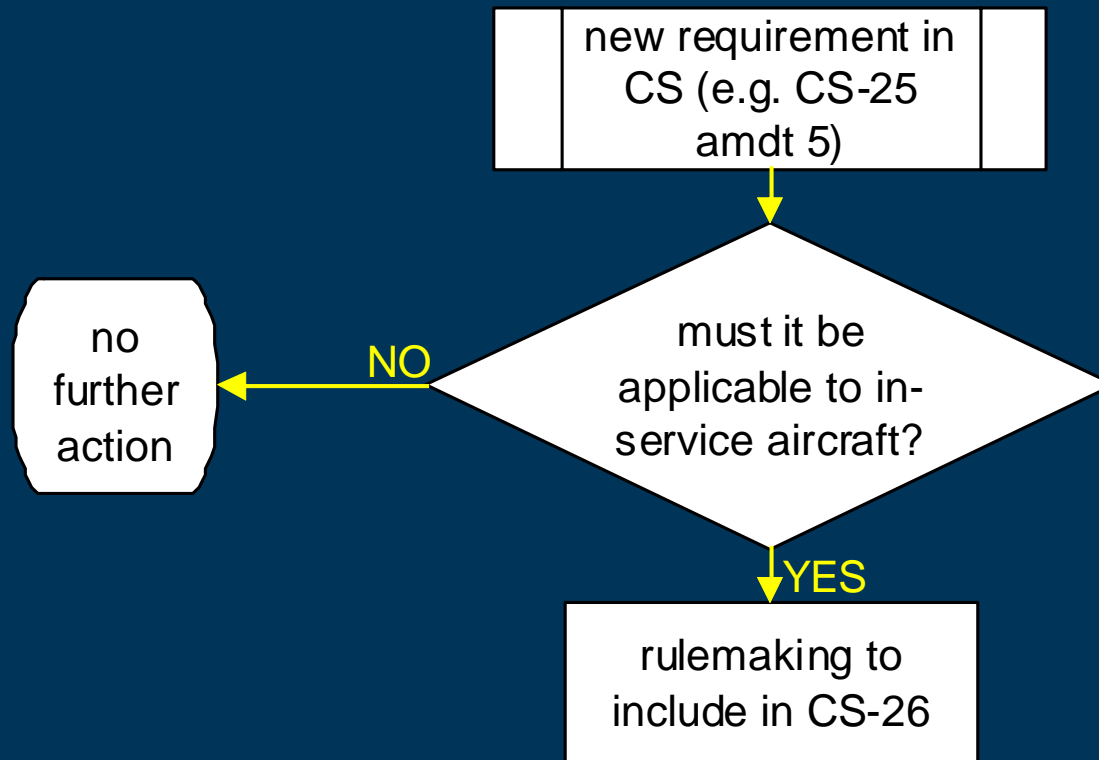 new requirement in
CS (e.g. CS-25
amdt 5)
must it be
applicable to in-
service aircraft?
NO
no
further
action
YES
rulemaking to
include in CS-26